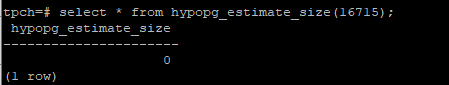 tpch=# select * from hypopg_estimate_size(16715);
 hypopg_estimate_size
----------------------
                    0
(1 row)